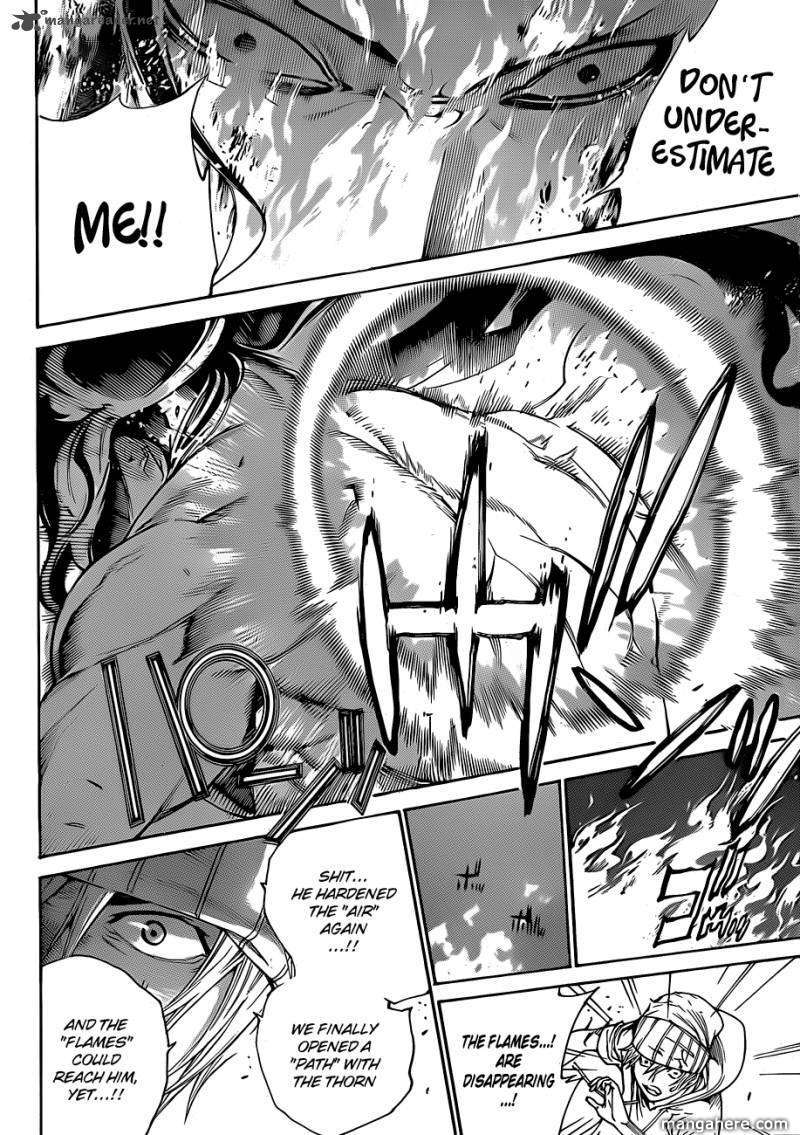 mangareader.net
DON'T
UNDER-
ESTIMATE
ME!!
SHIT...
HE HARDENED
THE "AIR"
AGAIN
...!!
WE FINALLY
OPENED A
"PATH" WITH
THE THORN
AND THE
"FLAMES"
COULD
REACH HIM,
YET...!!
THE FLAMES...!
ARE
DISAPPEARING
...!
mangahere.com